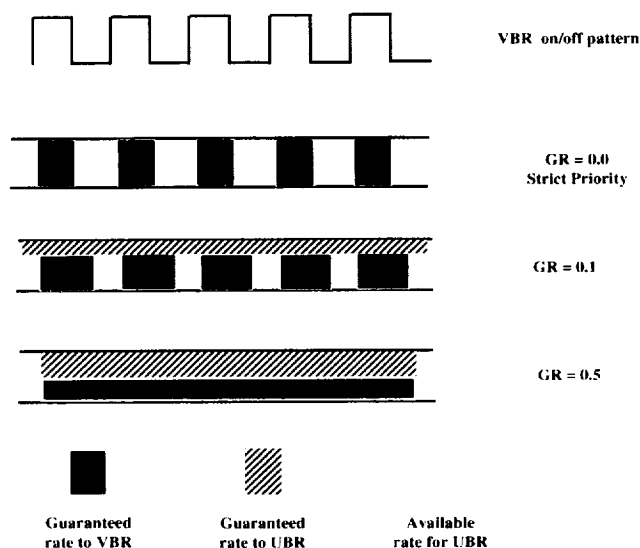 VBR on/off pattern
GR = 0.0
Strict Priority
GR = 0.1
GR = 0.5
Guaranteed
rate to VBR
Guaranteed
rate to UBR
Available
rate for UBR